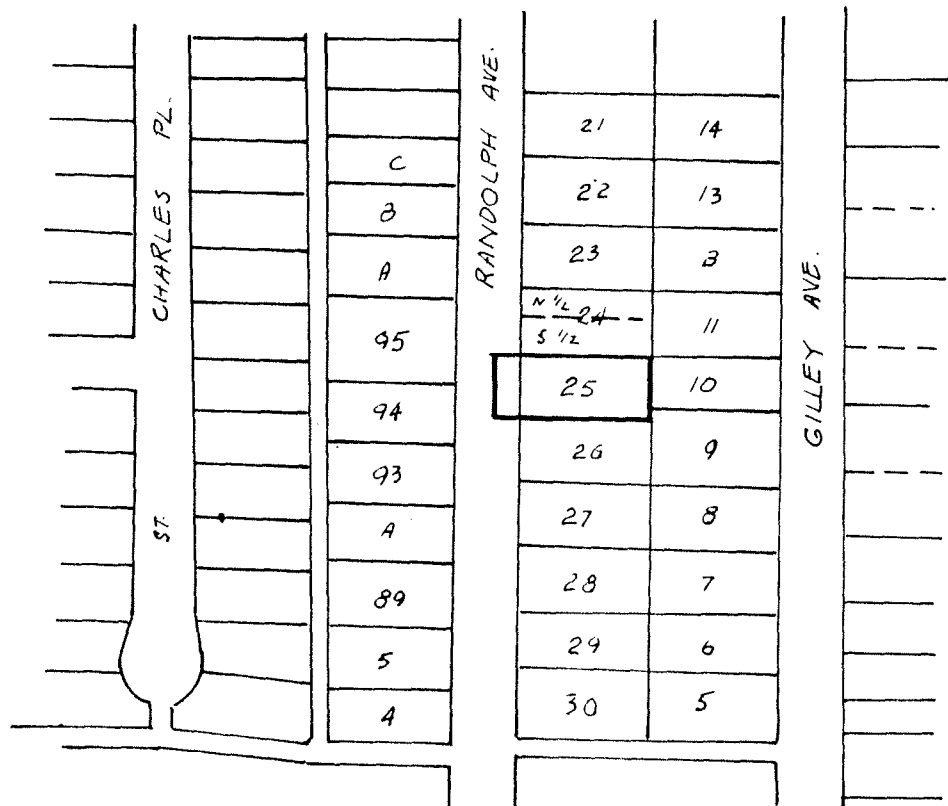 CHARLES PL.
ST.
C
B
A
95
94
93
A
89
5
4
RANDOLPH AVE.
21
22
23
N 1/2
24
S 1/2
25
26
27
28
29
30
14
13
B
11
10
9
8
7
6
5
GILLEY AVE.